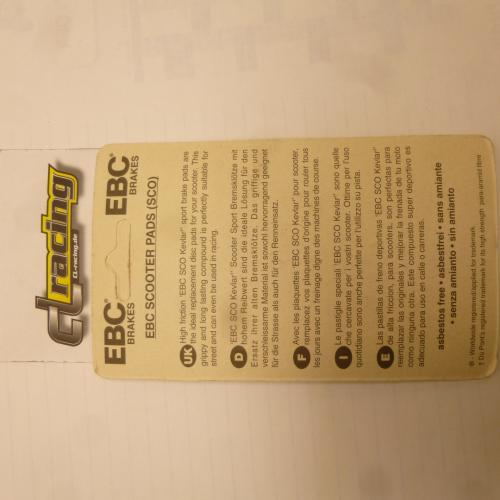 GL racing
GL-racing.de
EBC® EBC®
BRAKES BRAKES
EBC SCOOTER PADS (SCO)
UK High friction 'EBC SCO Kevlar'† sport brake pads are
the ideal replacement disc pads for your scooter. This
grippy and long lasting compound is perfectly suitable for
street and can even be used in racing.
D 'EBC SCO Kevlar'† Scooter Sport Bremsklötze mit
hohem Reibwert sind die ideale Lösung für den
Ersatz Ihrer Scooter-Bremsklötze. Das griffige und
verschleissarme Material ist sowohl hervorragend geeignet
für die Strasse als auch für den Renneinsatz.
F Avec les plaquettes 'EBC SCO Kevlar'† pour scooter,
remplacez vos plaquettes d'origine pour rouler tous
les jours avec un freinage digne des machines de course.
I Le pastiglie sport 'EBC SCO Kevlar'† sono quelle
che cercavate per i vostri scooter. Ottime per l'uso
quotidiano sono anche perfette per l'utilizzo su pista.
E Las pastillas de freno deportivas 'EBC SCO Kevlar'†
de alta fricción, para scooters, son perfectas para
reemplazar las originales y mejorar la frenada de tu moto
como ninguna otra. Este compuesto super deportivo es
adecuado para uso en calle o carreras.
asbestos free • asbestfrei • sans amiante
• senza amianto • sin amianto
® - Worldwide registered/applied for trademark
† Du Pont's registered trademark for its high strength para-aramid fibre